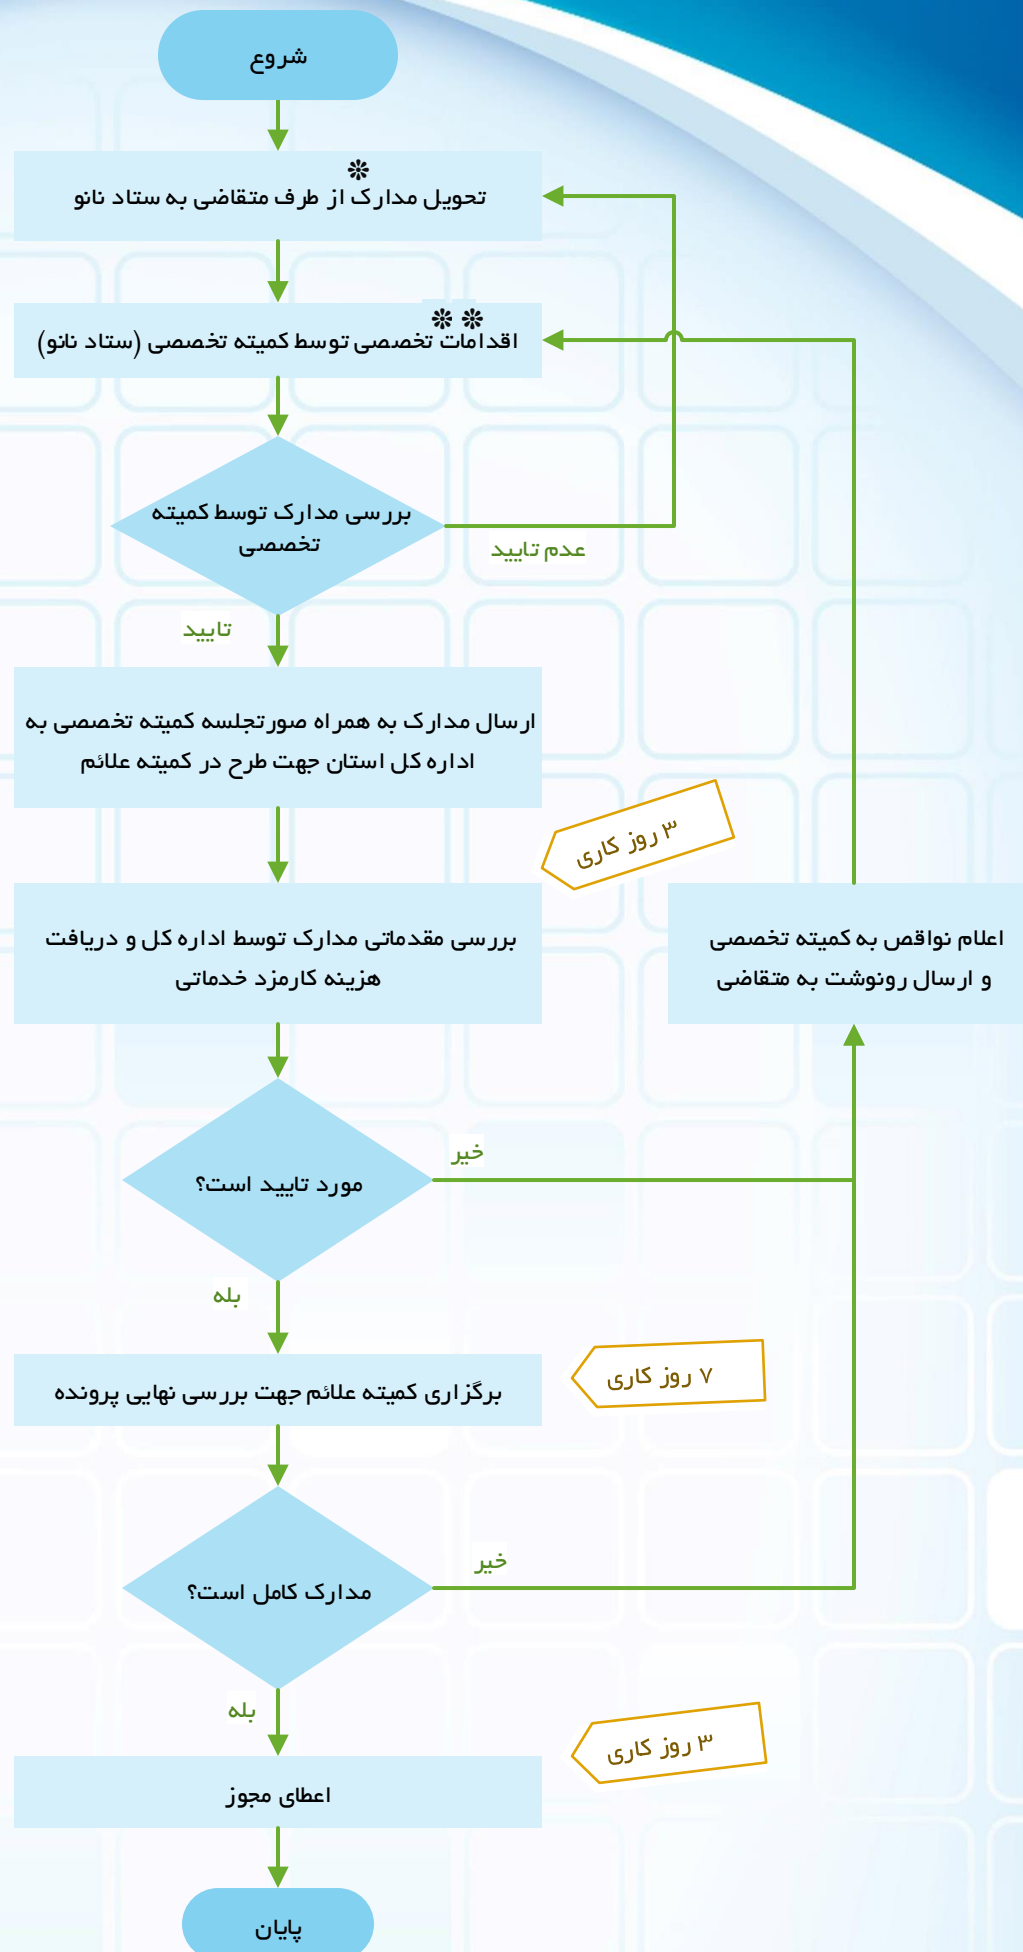 شروع
تحویل مدارک از طرف متقاضی به ستاد نانو
اقدامات تخصصی توسط کمیته تخصصی (ستاد نانو)
بررسی مدارک توسط کمیته
تخصصی
عدم تایید
تایید
ارسال مدارک به همراه صورتجلسه کمیته تخصصی به
اداره کل استان جهت طرح در کمیته علائم
۳ روز کاری
بررسی مقدماتی مدارک توسط اداره کل و دریافت
هزینه کارمزد خدماتی
اعلام نواقص به کمیته تخصصی
و ارسال رونوشت به متقاضی
مورد تایید است؟
خیر
بله
برگزاری کمیته علائم جهت بررسی نهایی پرونده
۷ روز کاری
مدارک کامل است؟
خیر
بله
اعطای مجوز
۳ روز کاری
پایان